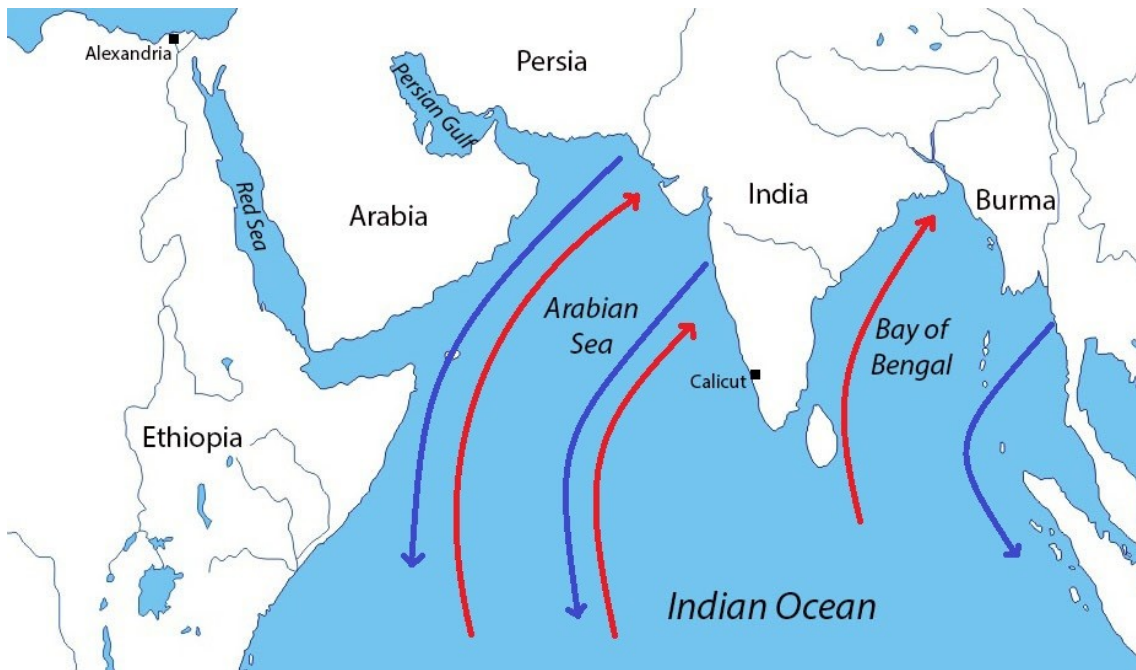 Alexandria
Persia
Persian Gulf
Red Sea
Arabia
India
Burma
Arabian
Sea
Bay of
Bengal
Calicut
Ethiopia
Indian Ocean